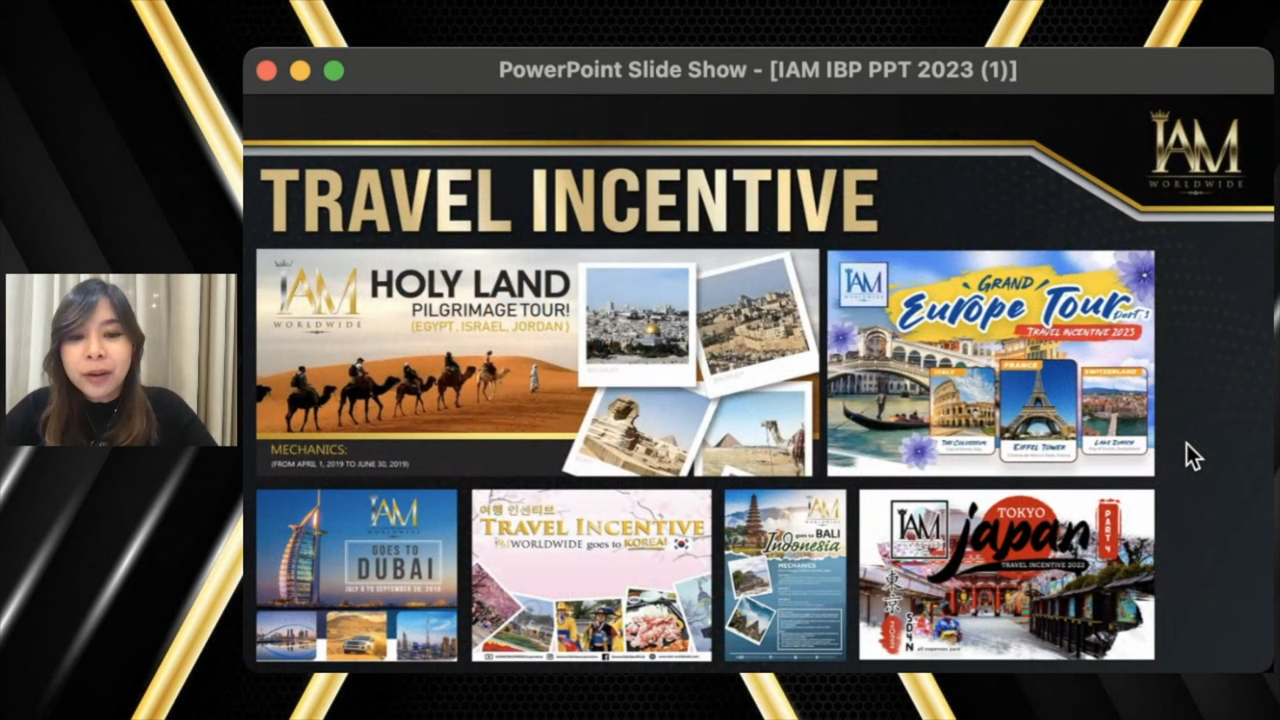 PowerPoint Slide Show - [IAM IBP PPT 2023 (1)]
IAM
WORLDWIDE
TRAVEL INCENTIVE
IAM
WORLDWIDE
HOLY LAND
PILGRIMAGE TOUR!
(EGYPT, ISRAEL, JORDAN)
MECHANICS:
(FROM APRIL 1, 2019 TO JUNE 30, 2019)
IAM
GRAND
Europe Tour
TRAVEL INCENTIVE 2023
ITALY
THE COLOSSEUM
FRANCE
EIFFEL TOWER
SWITZERLAND
LAKE ZURICH
IAM
GOES TO
DUBAI
여행 인센티브
TRAVEL INCENTIVE
IAM WORLDWIDE goes to KOREA!
IAM
goes to BALI
Indonesia
MECHANICS
IAM
TOKYO
japan
PART 4
TRAVEL INCENTIVE 2022
東京